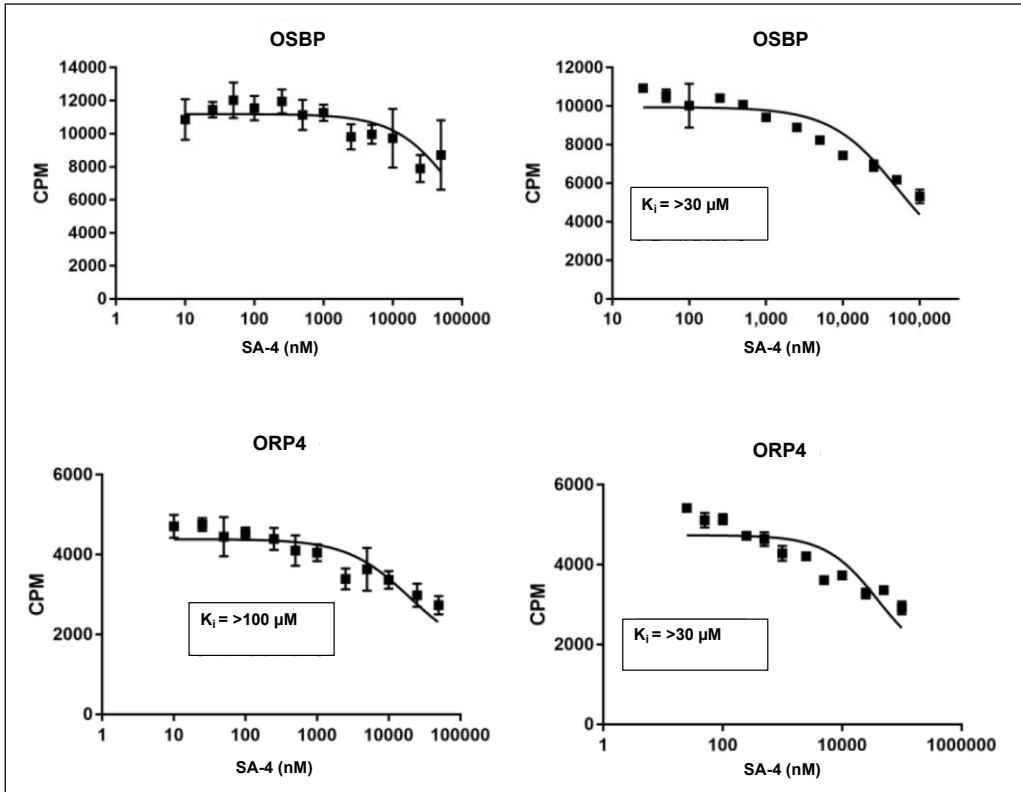 OSBP
14000
12000
10000
8000
6000
4000
2000
0
CPM
1 10 100 1000 10000 100000
SA-4 (nM)
OSBP
12000
10000
8000
6000
4000
2000
0
CPM
Ki = >30 µM
10 100 1,000 10,000 100,000
SA-4 (nM)
ORP4
6000
4000
2000
0
CPM
Ki = >100 µM
1 10 100 1000 10000 100000
SA-4 (nM)
ORP4
6000
4000
2000
0
CPM
Ki = >30 µM
1 100 10000 1000000
SA-4 (nM)